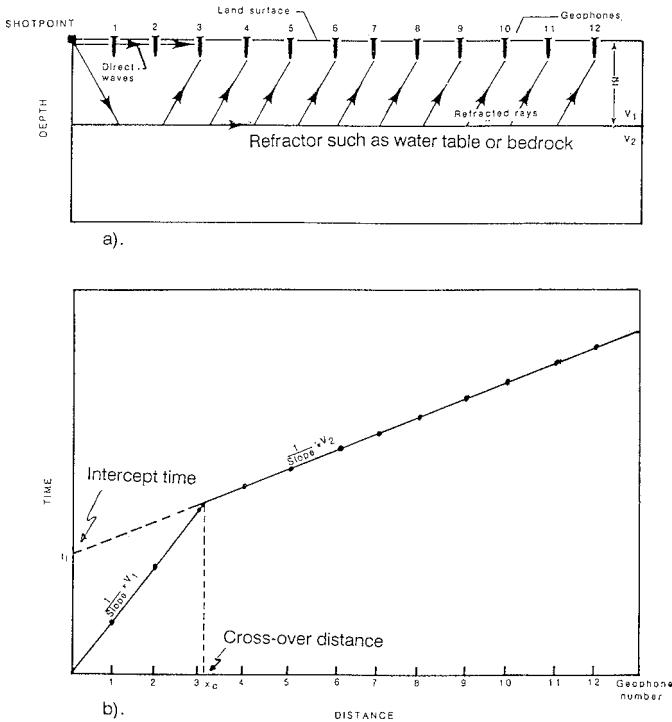 SHOTPOINT
Land surface
Geophones
1 2 3 4 5 6 7 8 9 10 11 12
Direct
waves
DEPTH
Refracted rays
V₁
Refractor such as water table or bedrock
V₂
a).
TIME
Intercept time
1/Slope = V₂
1/Slope = V₁
Cross-over distance
1 2 3 x_c 4 5 6 7 8 9 10 11 12 Geophone
number
b).
DISTANCE